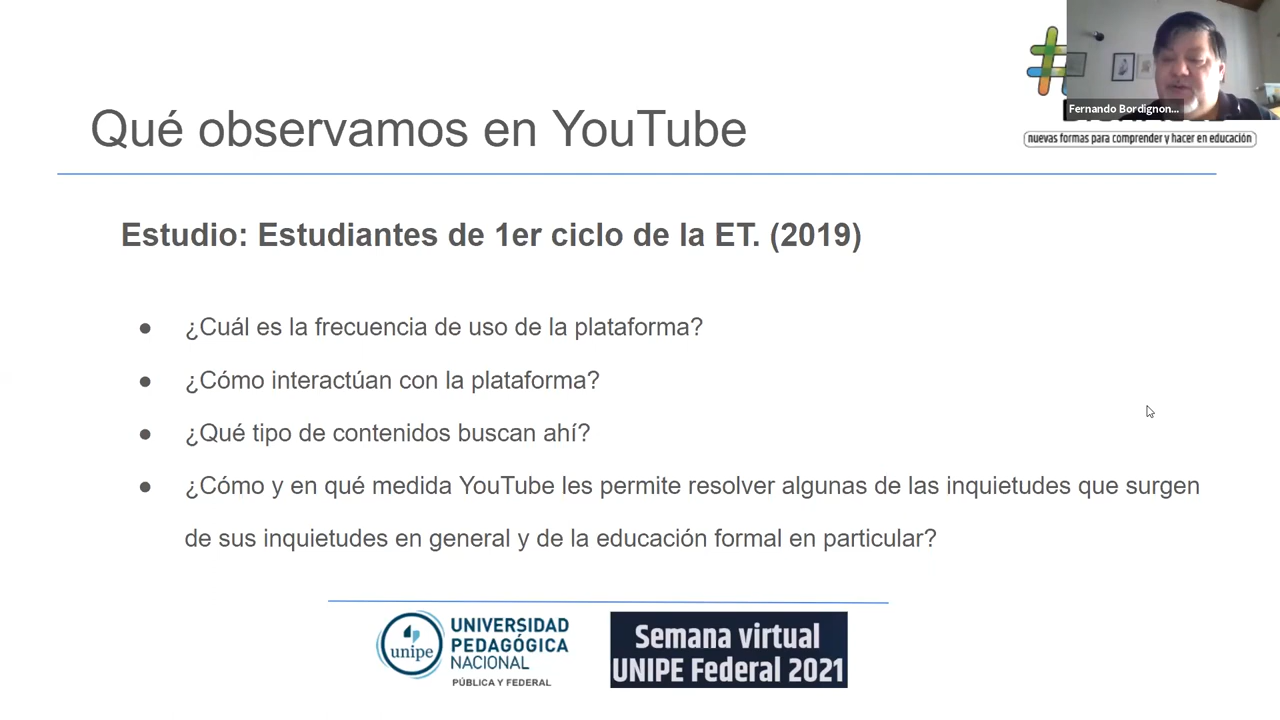 Qué observamos en YouTube
Fernando Bordignon...
nuevas formas para comprender y hacer en educación
Estudio: Estudiantes de 1er ciclo de la ET. (2019)
● ¿Cuál es la frecuencia de uso de la plataforma?
● ¿Cómo interactúan con la plataforma?
● ¿Qué tipo de contenidos buscan ahí?
● ¿Cómo y en qué medida YouTube les permite resolver algunas de las inquietudes que surgen
de sus inquietudes en general y de la educación formal en particular?
unipe
UNIVERSIDAD
PEDAGÓGICA
NACIONAL
PÚBLICA Y FEDERAL
Semana virtual
UNIPE Federal 2021